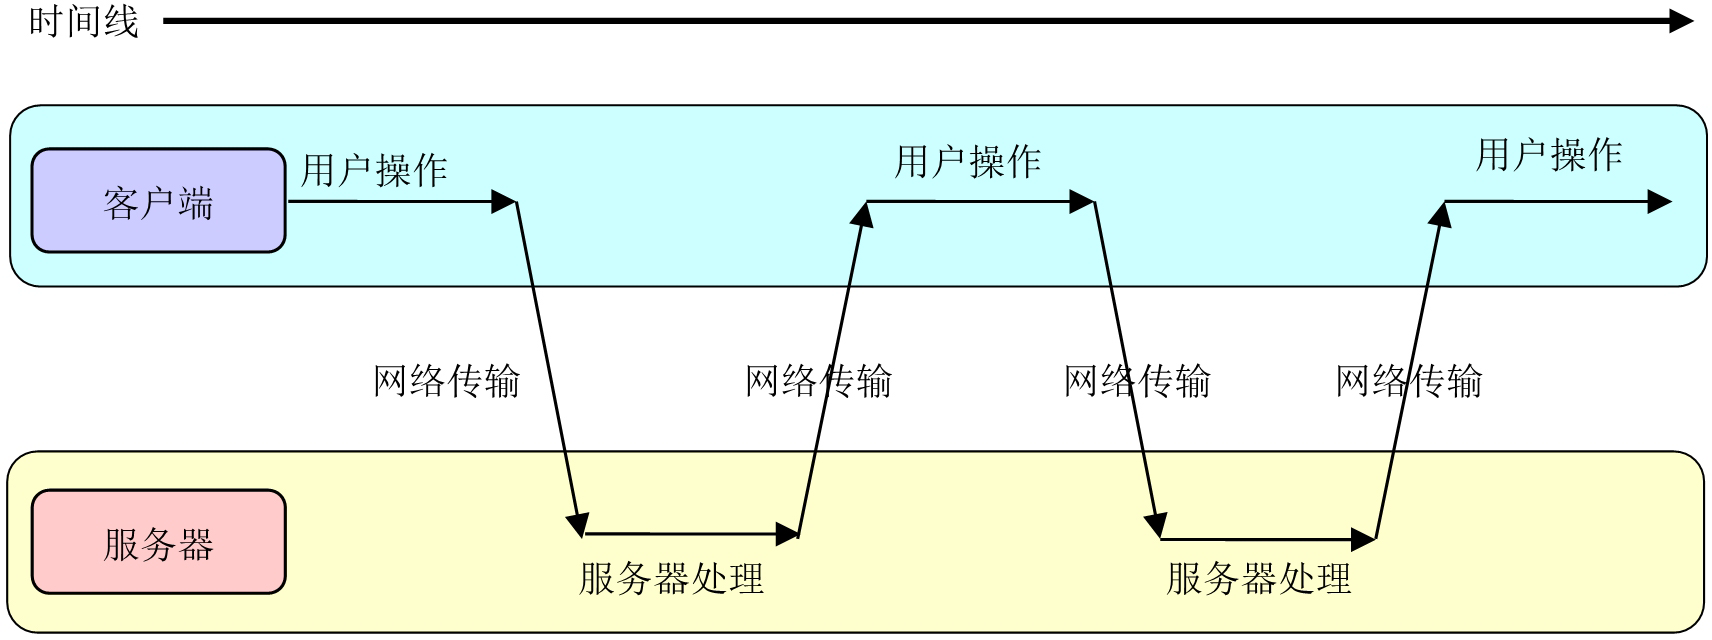 时间线
用户操作
用户操作
用户操作
客户端
网络传输
网络传输
网络传输
网络传输
服务器
服务器处理
服务器处理